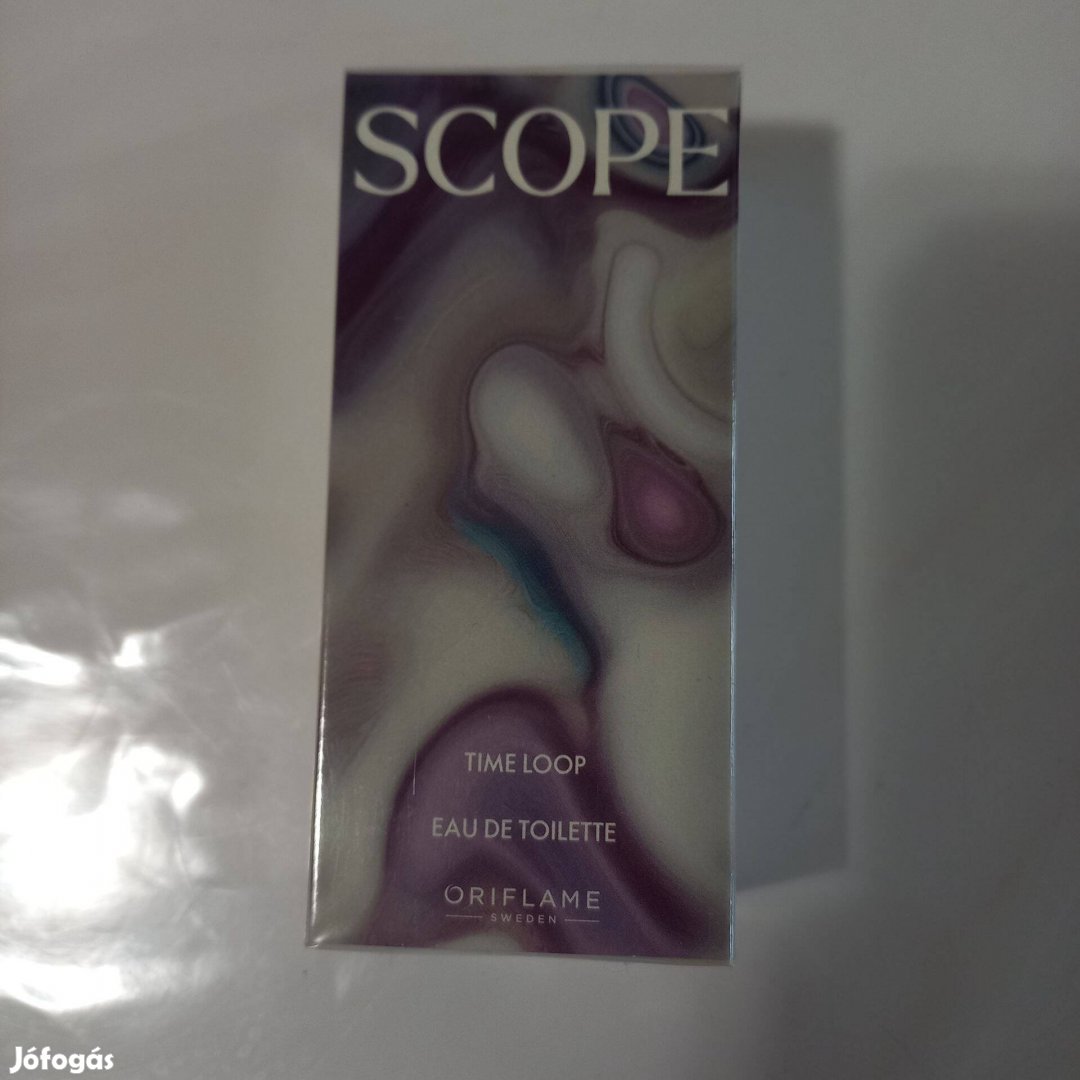 SCOPE
TIME LOOP
EAU DE TOILETTE
ORIFLAME
SWEDEN
Jófogás